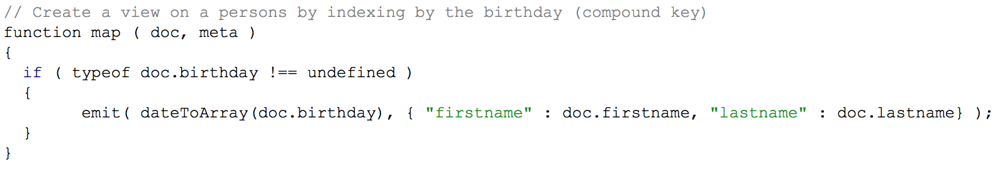 // Create a view on a persons by indexing by the birthday (compound key)
function map ( doc, meta )
{
  if ( typeof doc.birthday !== undefined )
  {
        emit( dateToArray(doc.birthday), { "firstname" : doc.firstname, "lastname" : doc.lastname} );
  }
}